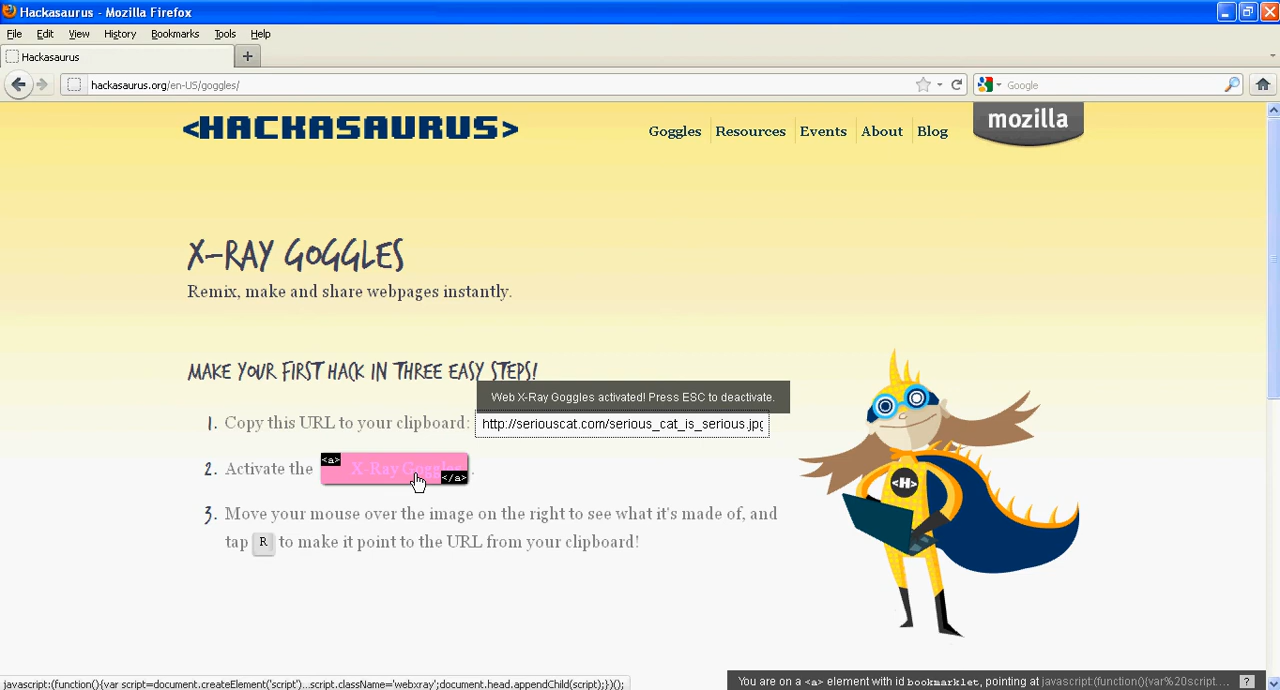 Hackasaurus - Mozilla Firefox
File Edit View History Bookmarks Tools Help
Hackasaurus
hackasaurus.org/en-US/goggles/
Google
<HACKASAURUS>
Goggles Resources Events About Blog
mozilla
X-RAY GOGGLES
Remix, make and share webpages instantly.
MAKE YOUR FIRST HACK IN THREE EASY STEPS!
Web X-Ray Goggles activated! Press ESC to deactivate.
1. Copy this URL to your clipboard: http://seriouscat.com/serious_cat_is_serious.jpg
2. Activate the <a> X-Ray Goggles </a> .
3. Move your mouse over the image on the right to see what it's made of, and
tap R to make it point to the URL from your clipboard!
<H>
javascript:(function(){var script=document.createElement('script')...script.className='webxray';document.head.appendChild(script);})();
You are on a <a> element with id bookmarklet, pointing at javascript:(function(){var%20script.... ?